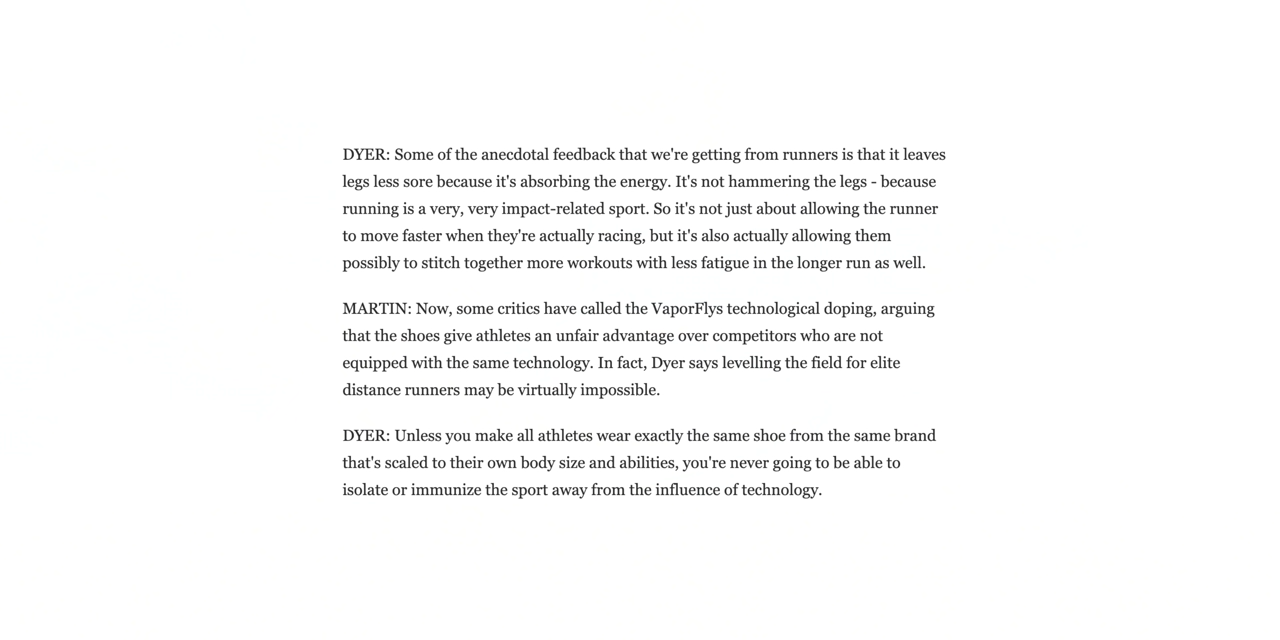 DYER: Some of the anecdotal feedback that we're getting from runners is that it leaves
legs less sore because it's absorbing the energy. It's not hammering the legs - because
running is a very, very impact-related sport. So it's not just about allowing the runner
to move faster when they're actually racing, but it's also actually allowing them
possibly to stitch together more workouts with less fatigue in the longer run as well.
MARTIN: Now, some critics have called the VaporFlys technological doping, arguing
that the shoes give athletes an unfair advantage over competitors who are not
equipped with the same technology. In fact, Dyer says levelling the field for elite
distance runners may be virtually impossible.
DYER: Unless you make all athletes wear exactly the same shoe from the same brand
that's scaled to their own body size and abilities, you're never going to be able to
isolate or immunize the sport away from the influence of technology.